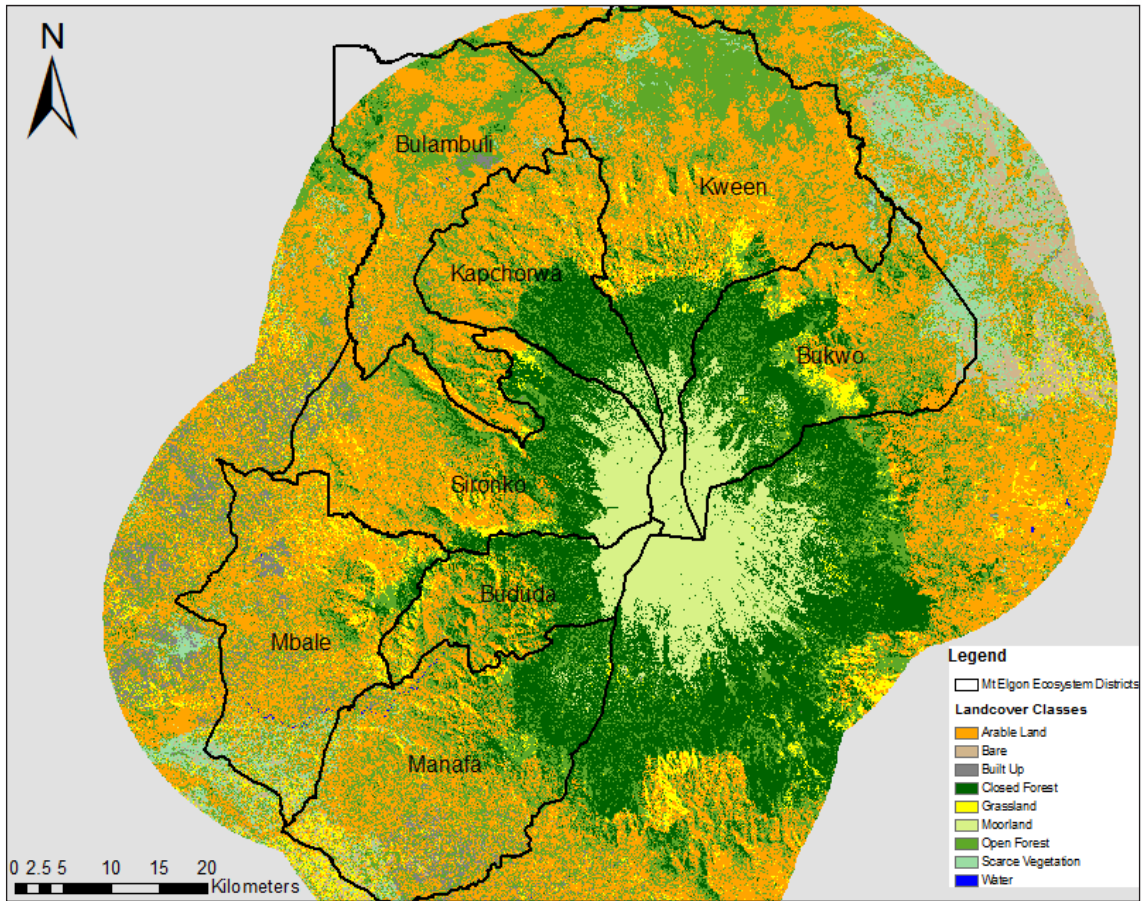 N
Bulambuli
Kween
Kapchorwa
Bukwo
Sironko
Bududa
Mbale
Manafa
Legend
Mt Elgon Ecosystem Districts
Landcover Classes
Arable Land
Bare
Built Up
Closed Forest
Grassland
Moorland
Open Forest
Scarce Vegetation
Water
0 2.5 5 10 15 20
Kilometers